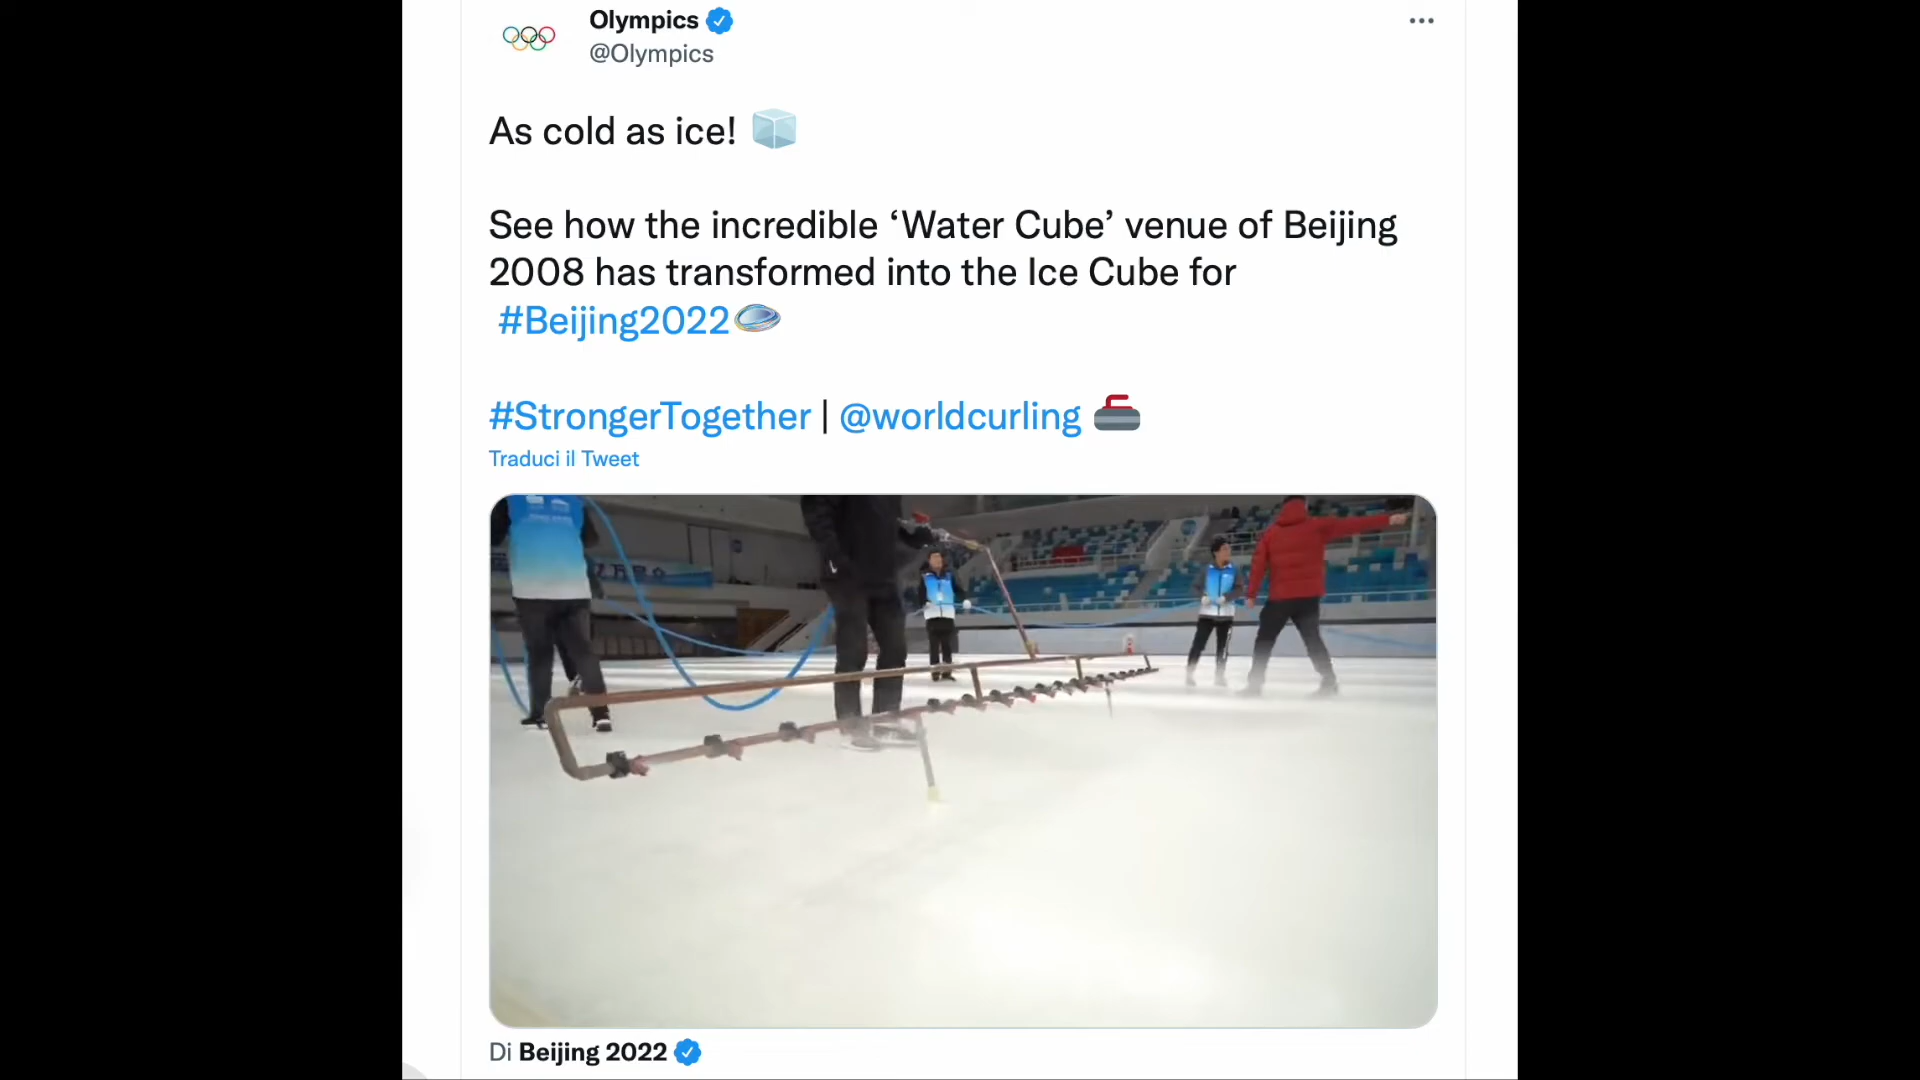 Olympics
@Olympics
As cold as ice!
See how the incredible ‘Water Cube’ venue of Beijing
2008 has transformed into the Ice Cube for
#Beijing2022
#StrongerTogether | @worldcurling
Traduci il Tweet
Di Beijing 2022